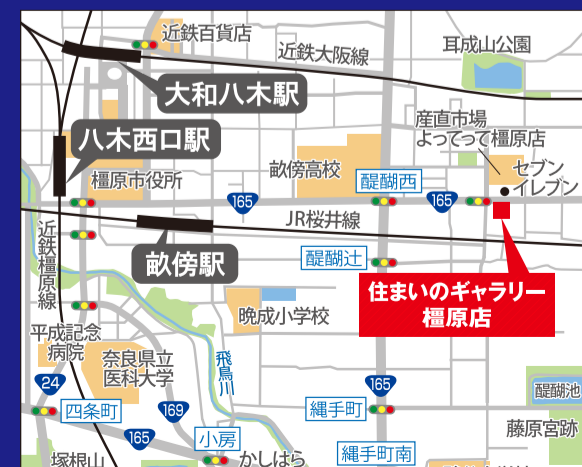 近鉄百貨店
近鉄大阪線
耳成山公園
大和八木駅
産直市場
よってって橿原店
八木西口駅
畝傍高校
セブン
イレブン
橿原市役所
醍醐西
165
165
JR桜井線
近鉄橿原線
畝傍駅
醍醐辻
住まいのギャラリー
橿原店
晩成小学校
平成記念
病院
奈良県立
医科大学
飛鳥川
24
165
醍醐池
四条町
169
縄手町
藤原宮跡
165
小房
縄手町南
塚根山
かしはら